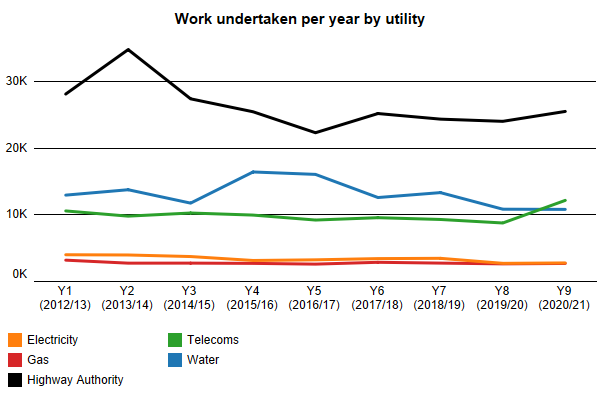 Work undertaken per year by utility
30K
20K
10K
0K
Y1 Y2 Y3 Y4 Y5 Y6 Y7 Y8 Y9
(2012/13) (2013/14) (2014/15) (2015/16) (2016/17) (2017/18) (2018/19) (2019/20) (2020/21)
Electricity Telecoms
Gas Water
Highway Authority